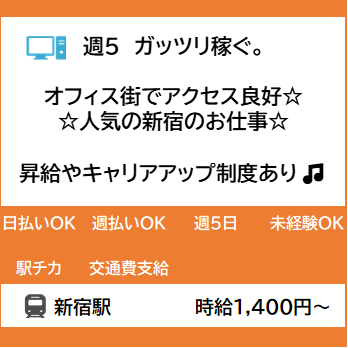 週5 ガッツリ稼ぐ。
オフィス街でアクセス良好☆
☆人気の新宿のお仕事☆
昇給やキャリアアップ制度あり♫
日払いOK 週払いOK 週5日 未経験OK
駅チカ 交通費支給
新宿駅 時給1,400円～